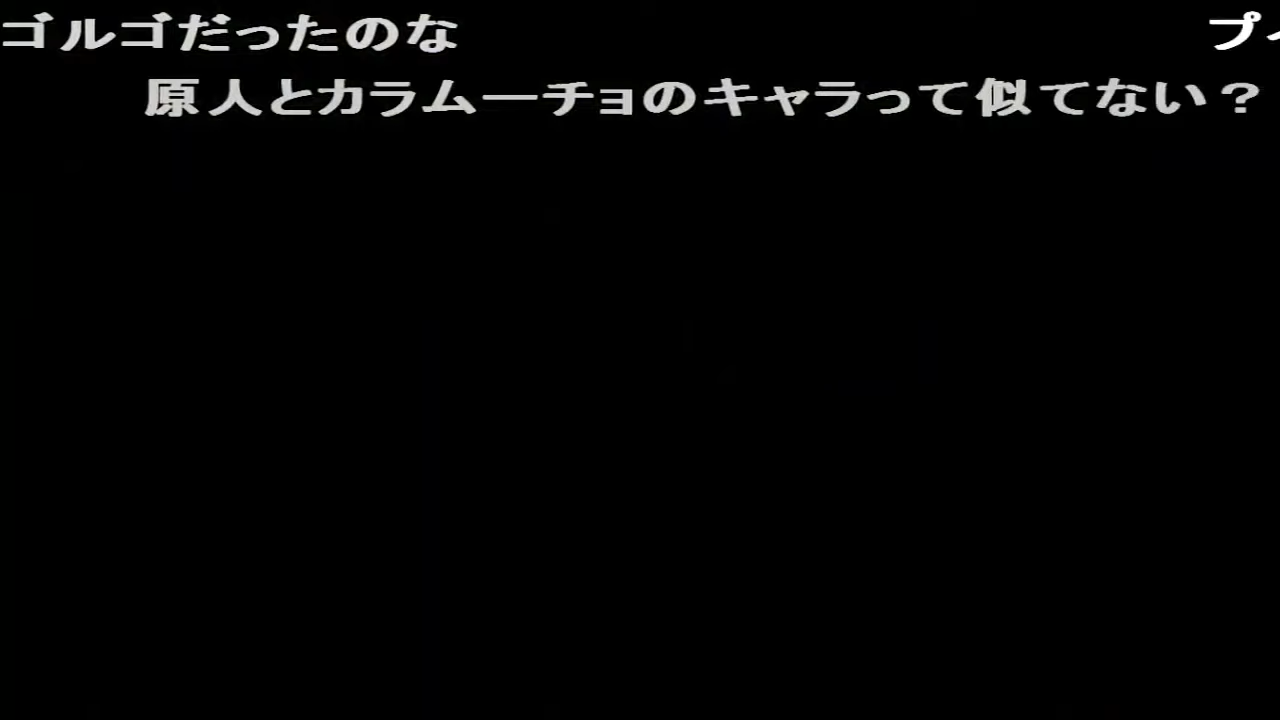 ゴルゴだったのな
プ
原人とカラムーチョのキャラって似てない？